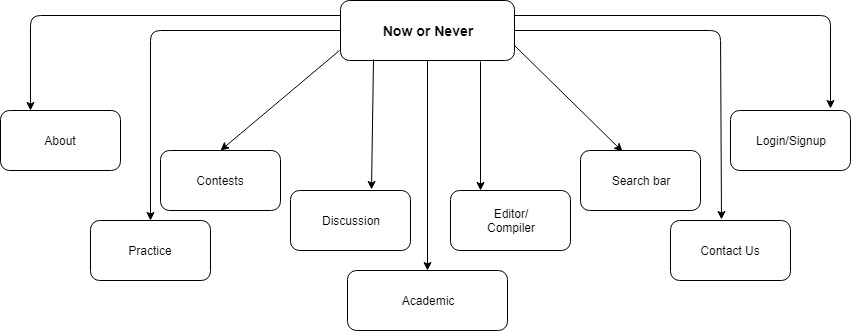 Now or Never
About
Login/Signup
Contests
Search bar
Discussion
Editor/
Compiler
Practice
Contact Us
Academic